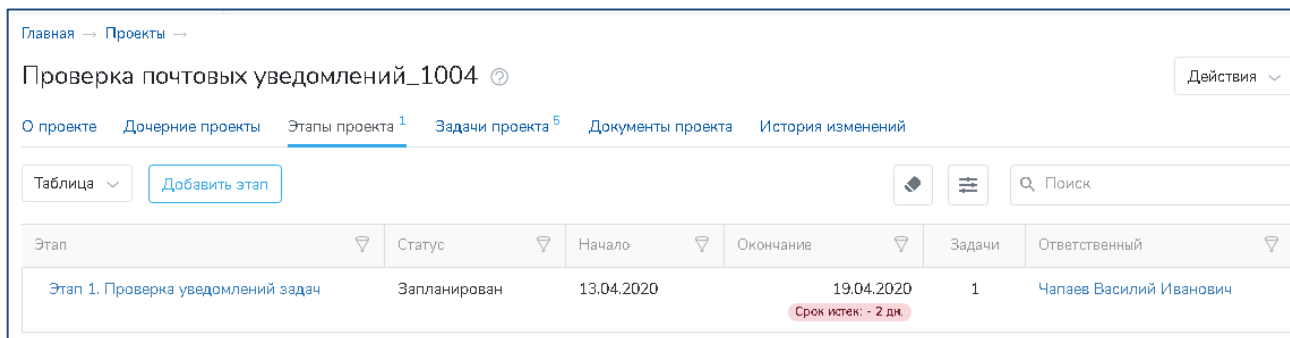 Главная → Проекты →
Проверка почтовых уведомлений_1004 ?
Действия
О проекте Дочерние проекты Этапы проекта 1 Задачи проекта 5 Документы проекта История изменений
Таблица Добавить этап Поиск
Этап Статус Начало Окончание Задачи Ответственный
Этап 1. Проверка уведомлений задач Запланирован 13.04.2020 19.04.2020 1 Чапаев Василий Иванович
Срок истек: - 2 дн.